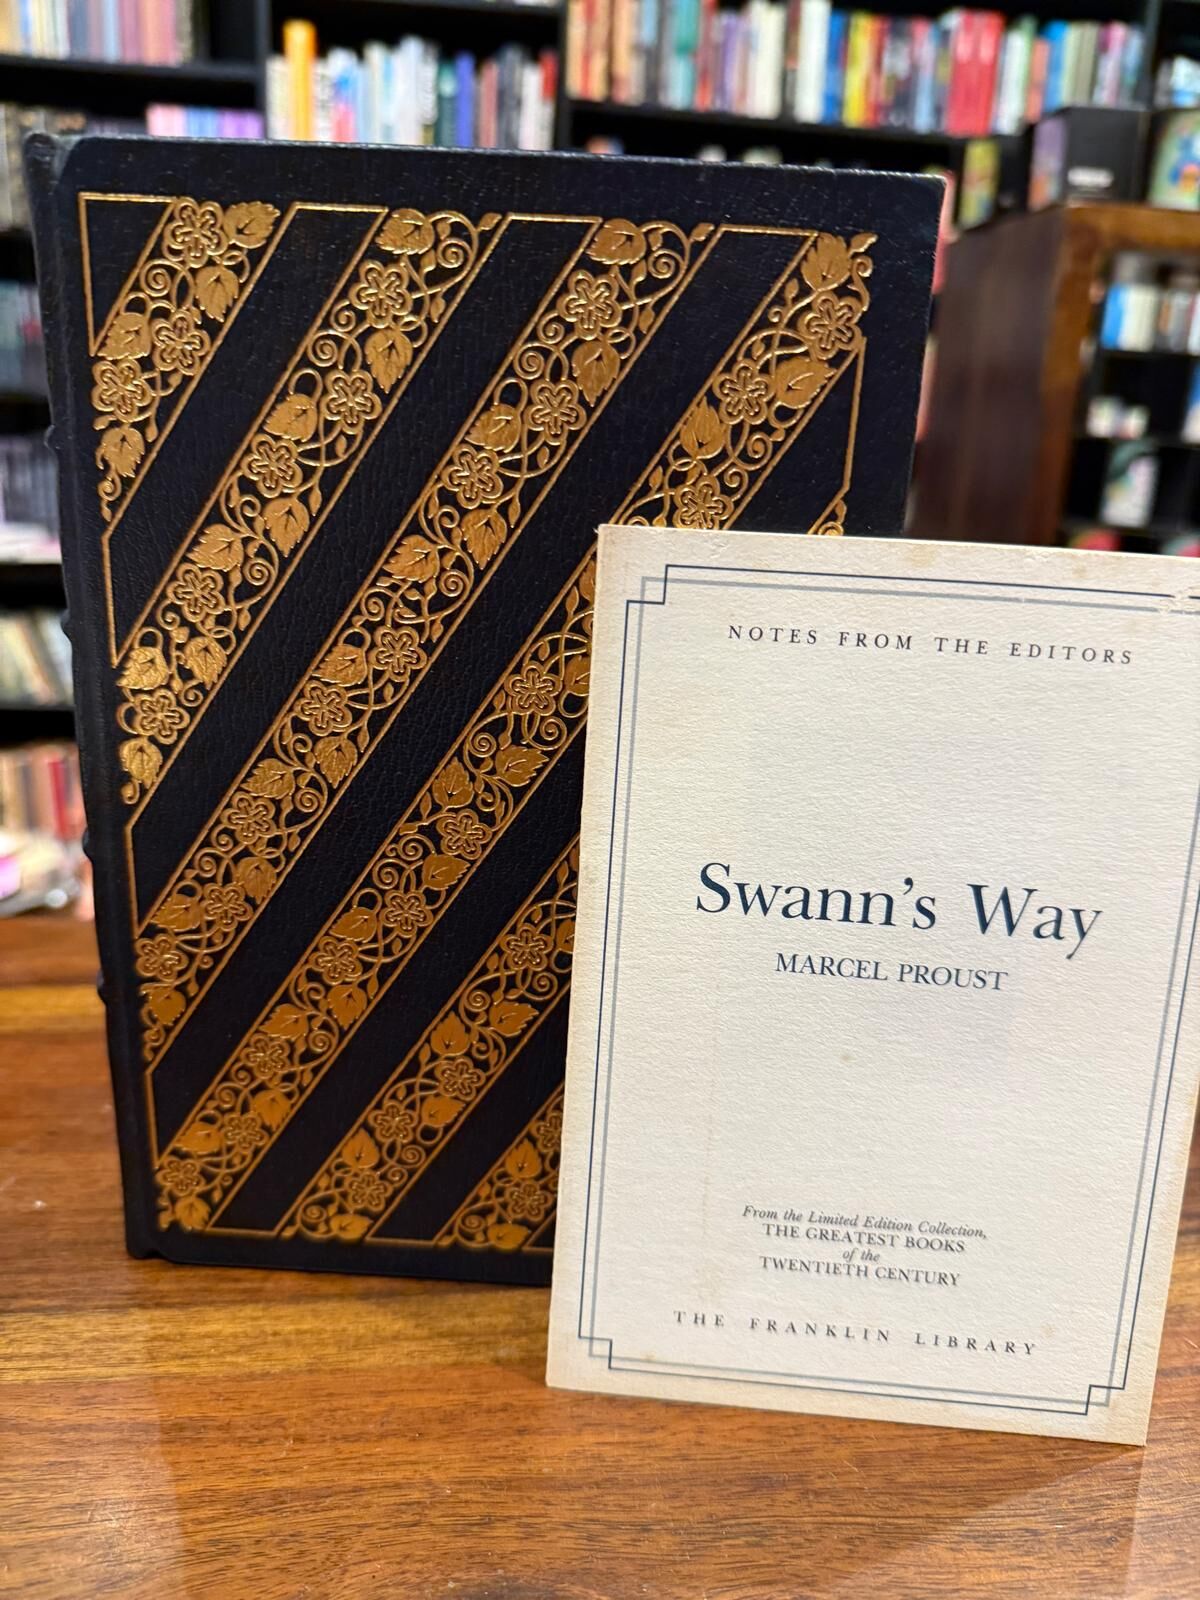 NOTES FROM THE EDITORS
Swann's Way
MARCEL PROUST
From the Limited Edition Collection,
THE GREATEST BOOKS
of the
TWENTIETH CENTURY
THE FRANKLIN LIBRARY